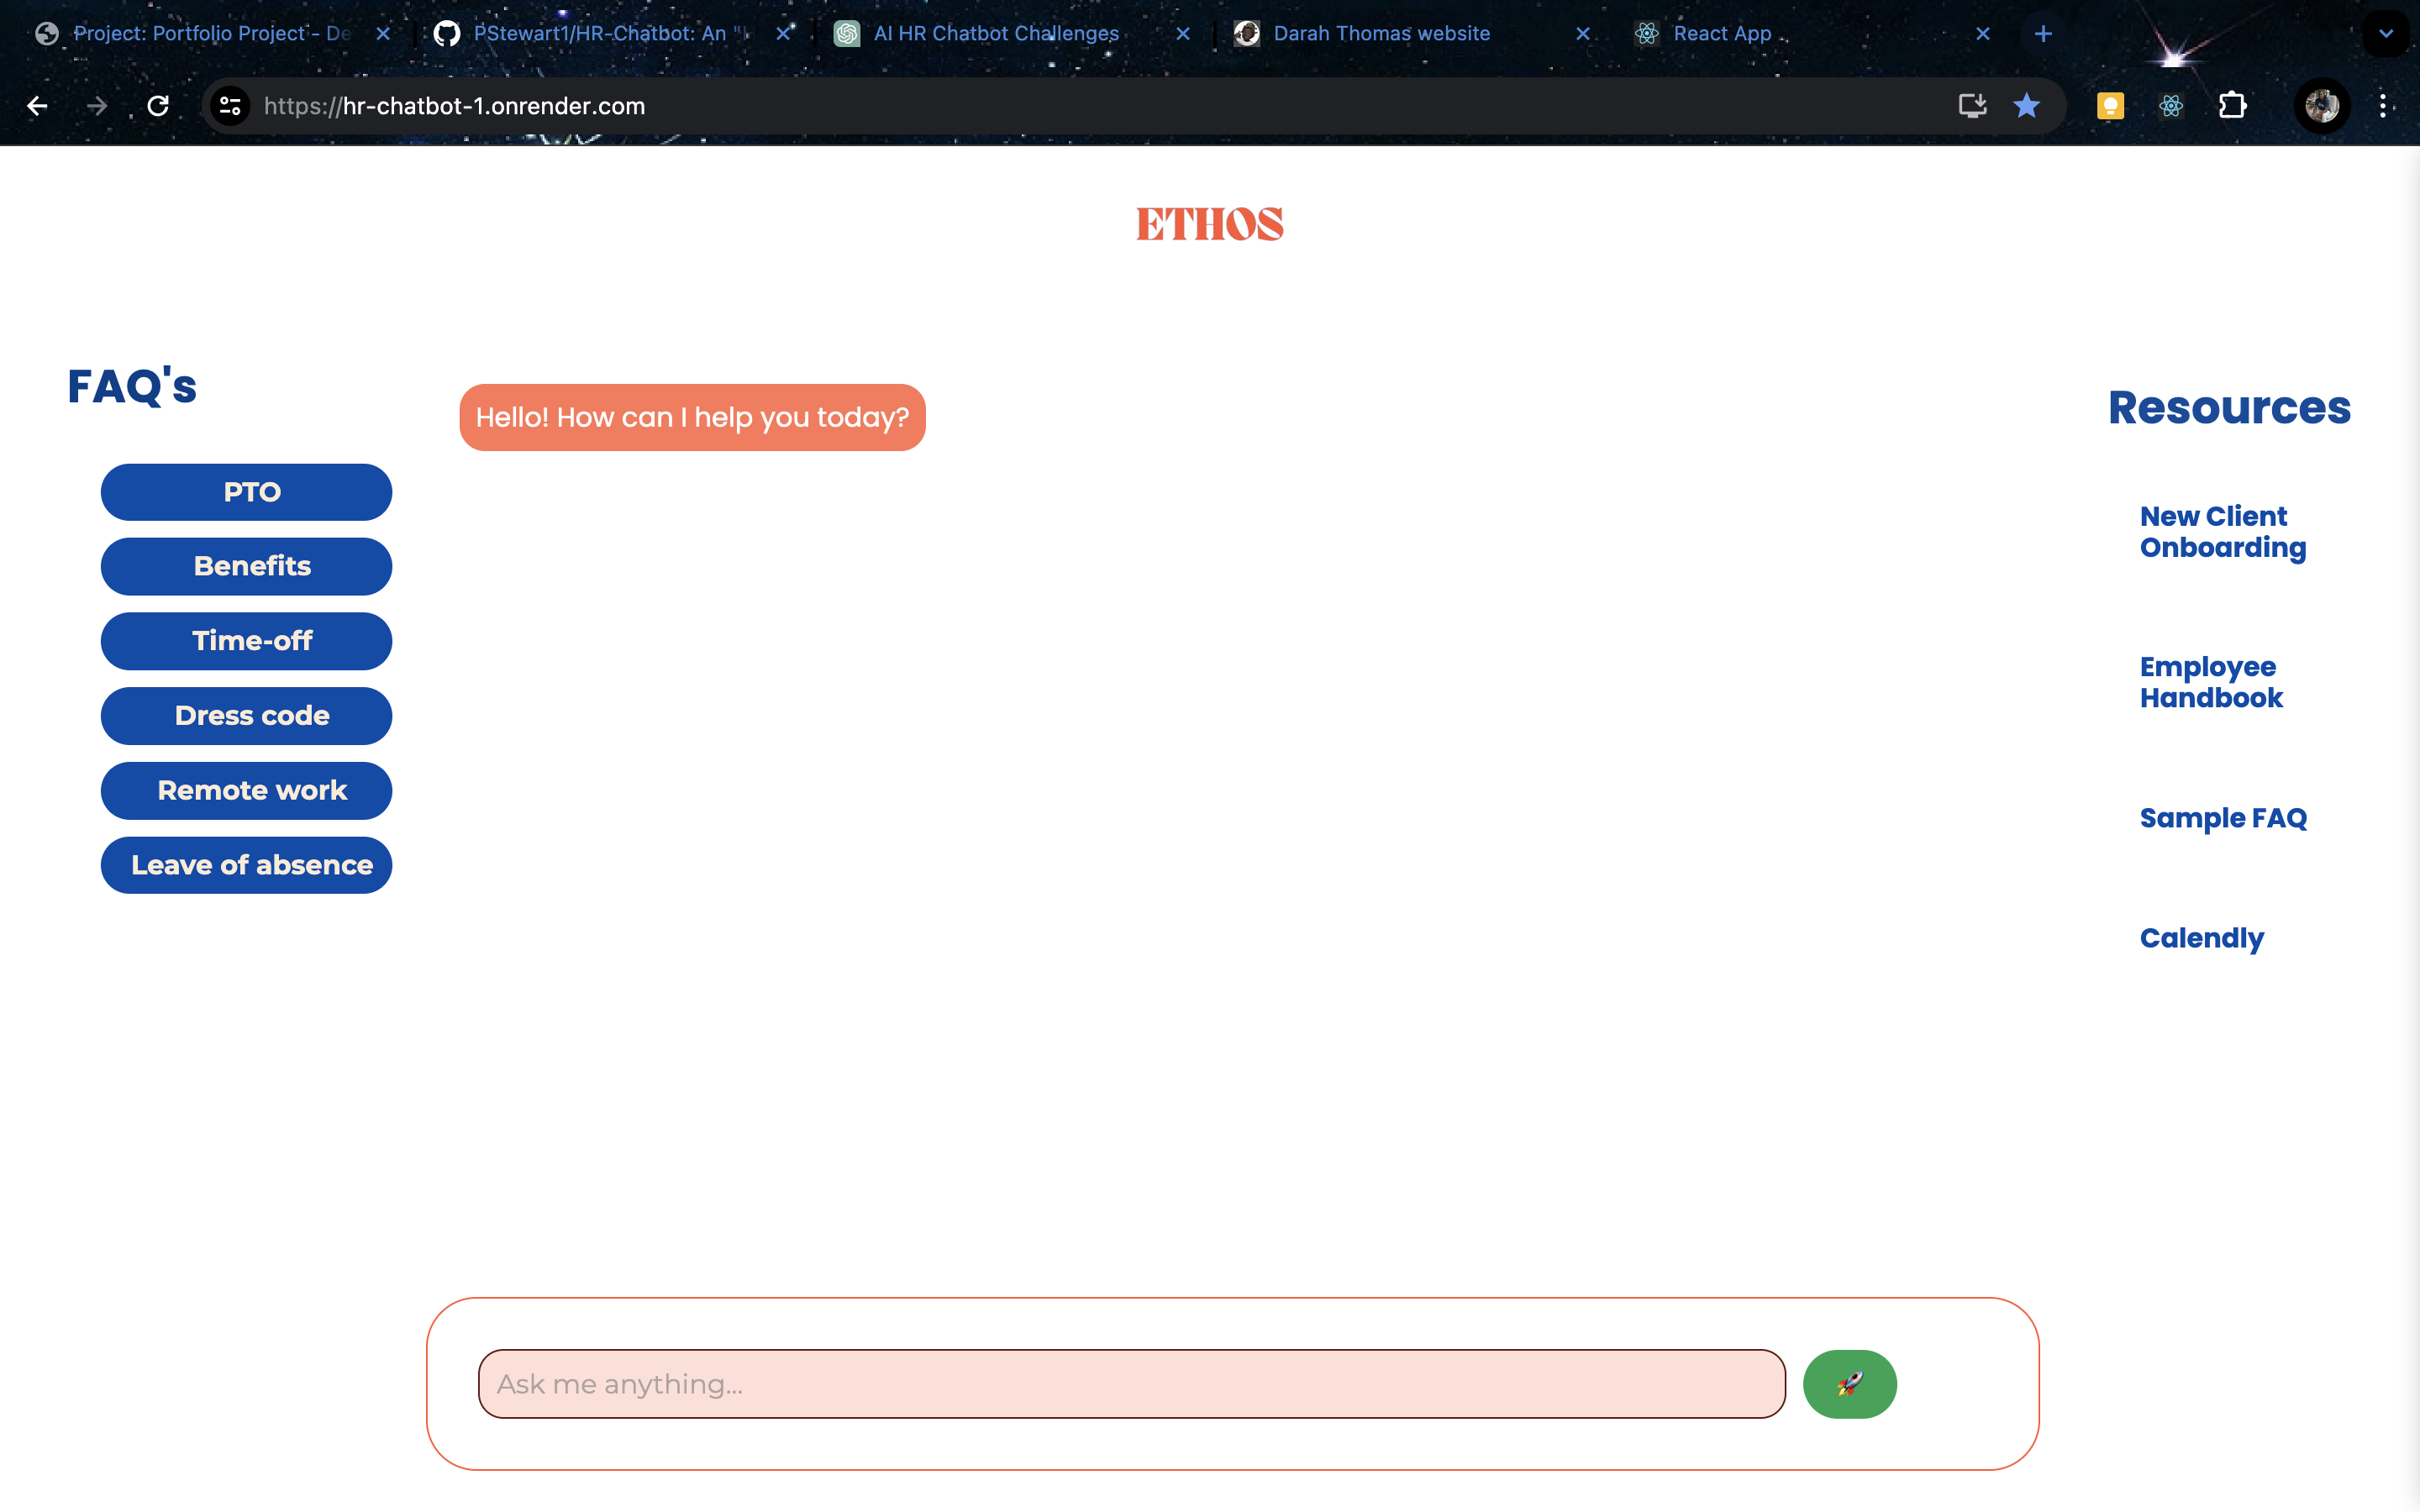 Project: Portfolio Project - De
PStewart1/HR-Chatbot: An "
AI HR Chatbot Challenges
Darah Thomas website
React App
https://hr-chatbot-1.onrender.com
ETHOS
FAQ's
PTO
Benefits
Time-off
Dress code
Remote work
Leave of absence
Hello! How can I help you today?
Resources
New Client
Onboarding
Employee
Handbook
Sample FAQ
Calendly
Ask me anything...